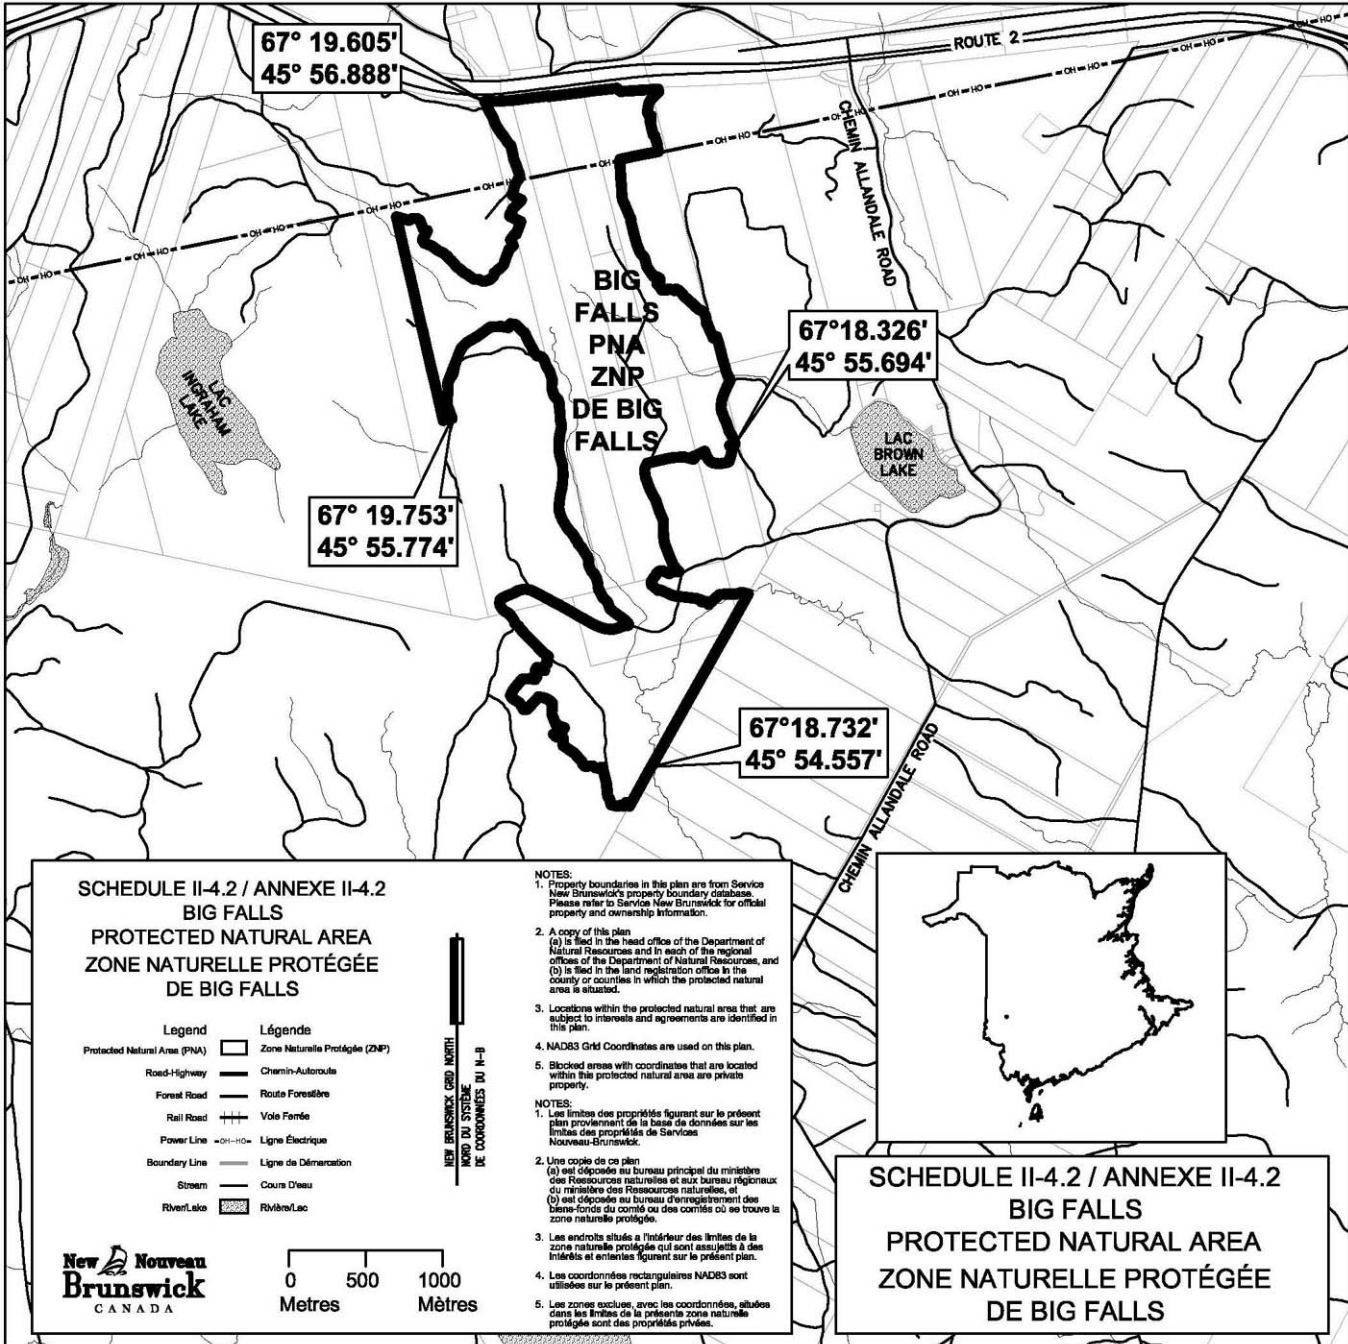 67° 19.605'
45° 56.888'
ROUTE 2
CHEMIN ALLANDALE ROAD
BIG
FALLS
PNA
ZNP
DE BIG
FALLS
67°18.326'
45° 55.694'
LAC
INGRAHAM
LAKE
LAC
BROWN
LAKE
67° 19.753'
45° 55.774'
67°18.732'
45° 54.557'
CHEMIN ALLANDALE ROAD
SCHEDULE II-4.2 / ANNEXE II-4.2
BIG FALLS
PROTECTED NATURAL AREA
ZONE NATURELLE PROTÉGÉE
DE BIG FALLS
Legend Légende
Protected Natural Area (PNA) Zone Naturelle Protégée (ZNP)
Road-Highway Chemin-Autoroute
Forest Road Route Forestière
Rail Road Voie Ferrée
Power Line -OH-HO- Ligne Électrique
Boundary Line Ligne de Démarcation
Stream Cours D'eau
River/Lake Rivière/Lac
NEW BRUNSWICK GRID NORTH
NORD DU SYSTÈME
DE COORDONNÉES DU N-B
New Nouveau
Brunswick
CANADA
0 500 1000
Metres Mètres
NOTES:
1. Property boundaries in this plan are from Service
New Brunswick's property boundary database.
Please refer to Service New Brunswick for official
property and ownership information.
2. A copy of this plan
(a) is filed in the head office of the Department of
Natural Resources and in each of the regional
offices of the Department of Natural Resources, and
(b) is filed in the land registration office in the
county or counties in which the protected natural
area is situated.
3. Locations within the protected natural area that are
subject to interests and agreements are identified in
this plan.
4. NAD83 Grid Coordinates are used on this plan.
5. Blocked areas with coordinates that are located
within this protected natural area are private
property.
NOTES:
1. Les limites des propriétés figurant sur le présent
plan proviennent de la base de données sur les
limites des propriétés de Services
Nouveau-Brunswick.
2. Une copie de ce plan
(a) est déposée au bureau principal du ministère
des Ressources naturelles et aux bureau régionaux
du ministère des Ressources naturelles, et
(b) est déposée au bureau d'enregistrement des
biens-fonds du comté ou des comtés où se trouve la
zone naturelle protégée.
3. Les endroits situés a l'intérieur des limites de la
zone naturelle protégée qui sont assujettis à des
intérêts et ententes figurant sur le présent plan.
4. Les coordonnées rectangulaires NAD83 sont
utilisées sur le présent plan.
5. Les zones exclues, avec les coordonnées, situées
dans les limites de la présente zone naturelle
protégée sont des propriétés privées.
SCHEDULE II-4.2 / ANNEXE II-4.2
BIG FALLS
PROTECTED NATURAL AREA
ZONE NATURELLE PROTÉGÉE
DE BIG FALLS